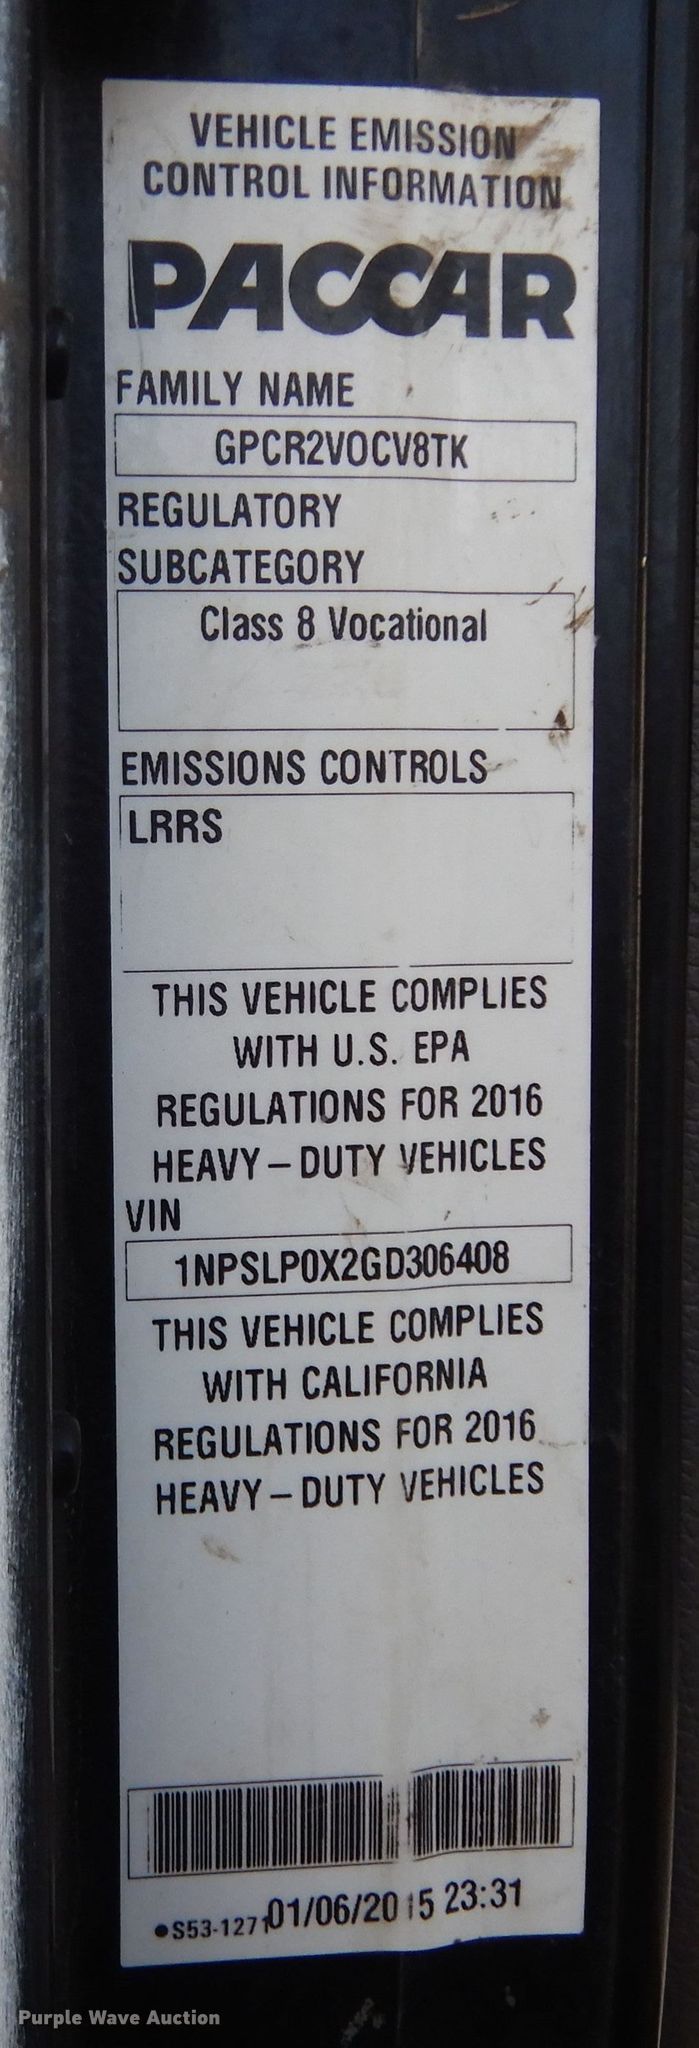 VEHICLE EMISSION
CONTROL INFORMATION
PACCAR
FAMILY NAME
GPCR2VOCV8TK
REGULATORY
SUBCATEGORY
Class 8 Vocational
EMISSIONS CONTROLS
LRRS
THIS VEHICLE COMPLIES
WITH U.S. EPA
REGULATIONS FOR 2016
HEAVY – DUTY VEHICLES
VIN
1NPSLP0X2GD306408
THIS VEHICLE COMPLIES
WITH CALIFORNIA
REGULATIONS FOR 2016
HEAVY – DUTY VEHICLES
●S53-1271 01/06/2015 23:31
Purple Wave Auction